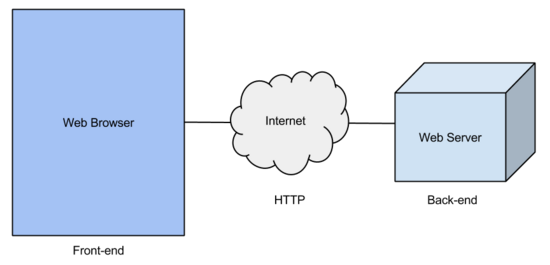 Web Browser
Internet
Web Server
HTTP
Back-end
Front-end